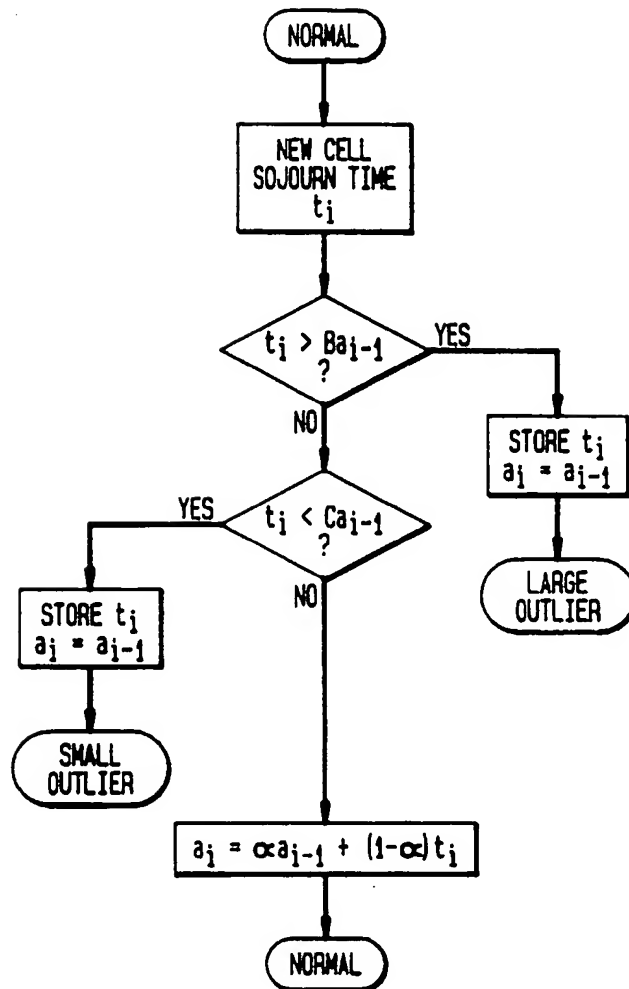 NORMAL
NEW CELL
SOJOURN TIME
tᵢ
tᵢ > Baᵢ₋₁
?
YES
NO
STORE tᵢ
aᵢ = aᵢ₋₁
LARGE
OUTLIER
tᵢ < Caᵢ₋₁
?
YES
NO
STORE tᵢ
aᵢ = aᵢ₋₁
SMALL
OUTLIER
aᵢ = αaᵢ₋₁ + (1-α)tᵢ
NORMAL